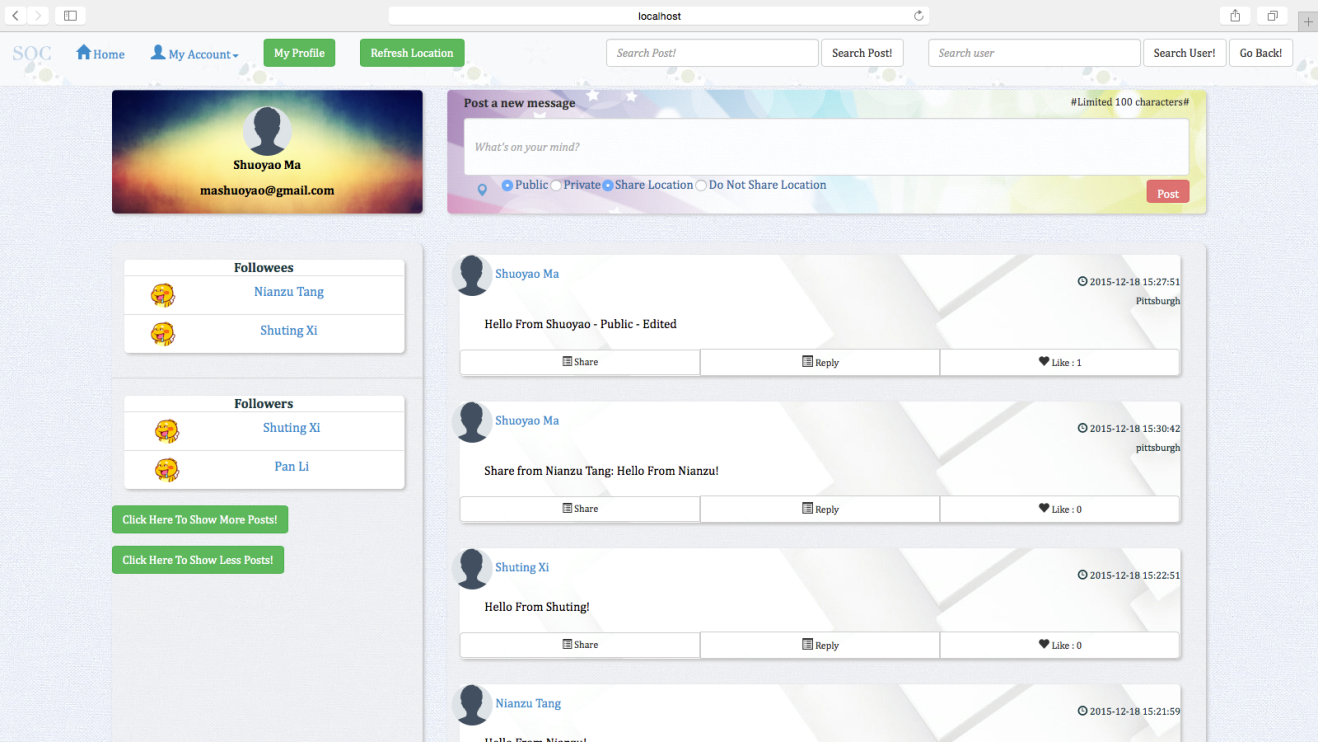 localhost
SOC
Home
My Account
My Profile
Refresh Location
Search Post!
Search Post!
Search user
Search User!
Go Back!
Shuoyao Ma
mashuoyao@gmail.com
Post a new message
#Limited 100 characters#
What's on your mind?
Public Private Share Location Do Not Share Location
Post
Followees
Nianzu Tang
Shuting Xi
Followers
Shuting Xi
Pan Li
Click Here To Show More Posts!
Click Here To Show Less Posts!
Shuoyao Ma
2015-12-18 15:27:51
Pittsburgh
Hello From Shuoyao - Public - Edited
Share
Reply
Like : 1
Shuoyao Ma
2015-12-18 15:30:42
pittsburgh
Share from Nianzu Tang: Hello From Nianzu!
Share
Reply
Like : 0
Shuting Xi
2015-12-18 15:22:51
Hello From Shuting!
Share
Reply
Like : 0
Nianzu Tang
2015-12-18 15:21:59
Hello From Nianzu!